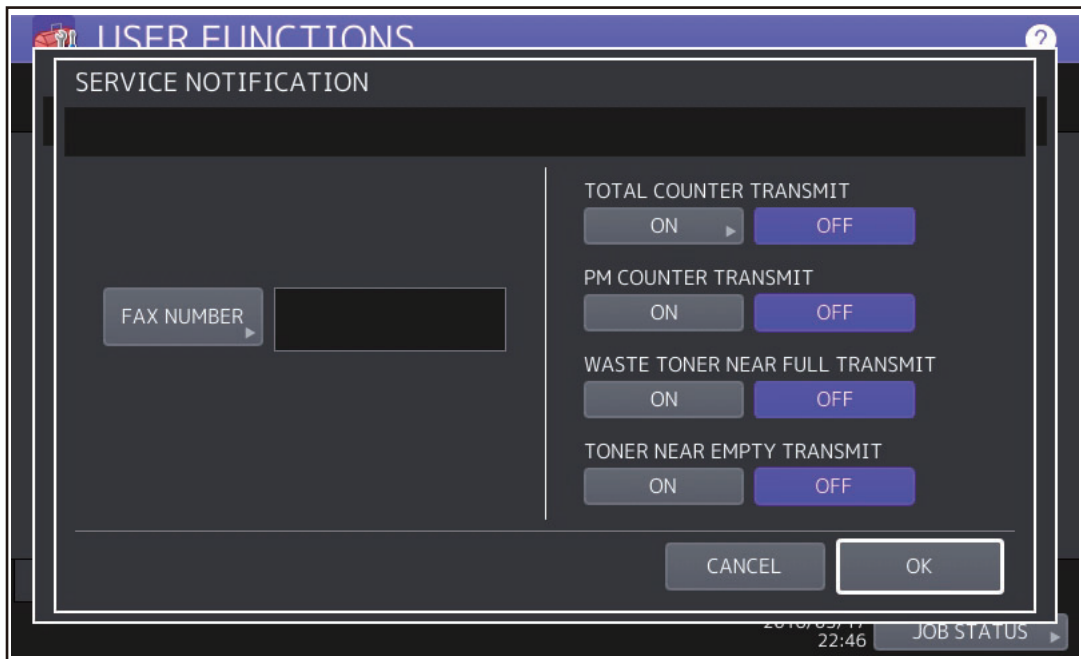 USER FUNCTIONS
?
SERVICE NOTIFICATION
TOTAL COUNTER TRANSMIT
ON OFF
PM COUNTER TRANSMIT
FAX NUMBER
ON OFF
WASTE TONER NEAR FULL TRANSMIT
ON OFF
TONER NEAR EMPTY TRANSMIT
ON OFF
CANCEL OK
22:46
JOB STATUS